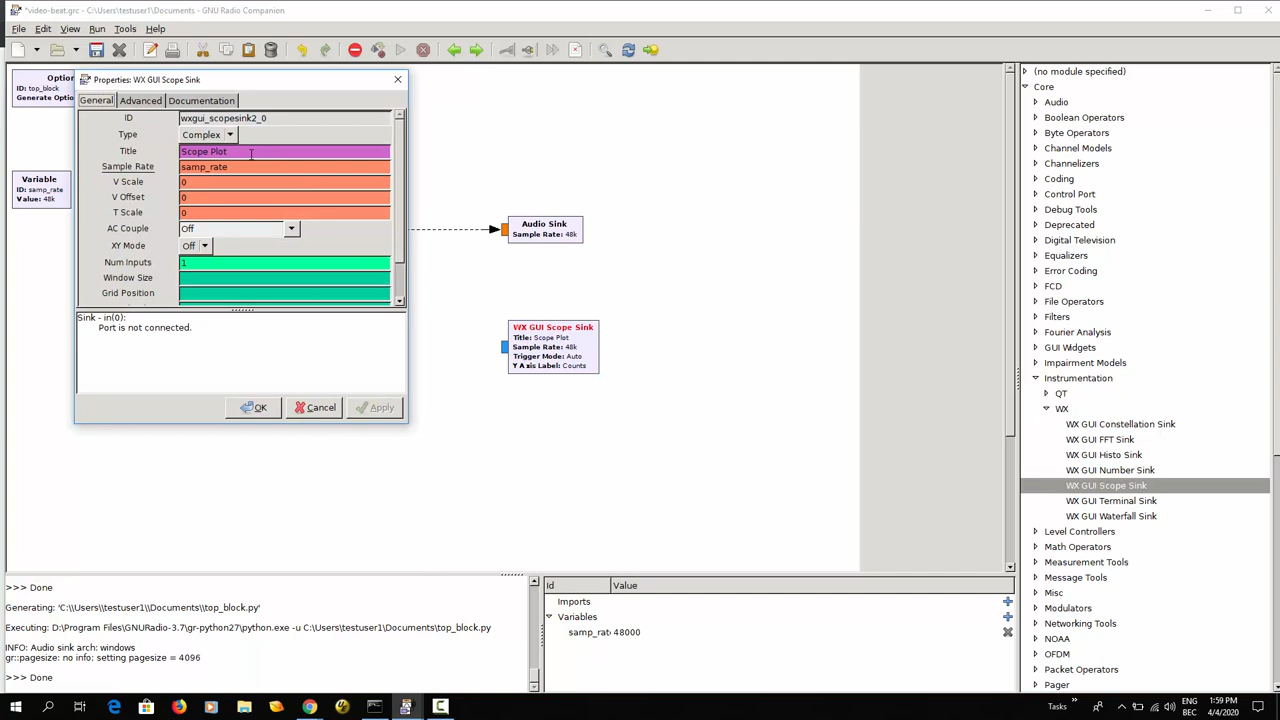 *video-beat.grc - C:\Users\testuser1\Documents - GNU Radio Companion
File Edit View Run Tools Help
Option
ID: top_block
Generate Optio
Variable
ID: samp_rate
Value: 48k
Properties: WX GUI Scope Sink
General Advanced Documentation
ID wxgui_scopesink2_0
Type Complex
Title Scope Plot
Sample Rate samp_rate
V Scale 0
V Offset 0
T Scale 0
AC Couple Off
XY Mode Off
Num Inputs 1
Window Size
Grid Position
Sink - in(0):
Port is not connected.
OK Cancel Apply
Audio Sink
Sample Rate: 48k
WX GUI Scope Sink
Title: Scope Plot
Sample Rate: 48k
Trigger Mode: Auto
Y Axis Label: Counts
(no module specified)
Core
Audio
Boolean Operators
Byte Operators
Channel Models
Channelizers
Coding
Control Port
Debug Tools
Deprecated
Digital Television
Equalizers
Error Coding
FCD
File Operators
Filters
Fourier Analysis
GUI Widgets
Impairment Models
Instrumentation
QT
WX
WX GUI Constellation Sink
WX GUI FFT Sink
WX GUI Histo Sink
WX GUI Number Sink
WX GUI Scope Sink
WX GUI Terminal Sink
WX GUI Waterfall Sink
Level Controllers
Math Operators
Measurement Tools
Message Tools
Misc
Modulators
Networking Tools
NOAA
OFDM
Packet Operators
Pager
>>> Done
Generating: 'C:\\Users\\testuser1\\Documents\\top_block.py'
Executing: D:\Program Files\GNURadio-3.7\gr-python27\python.exe -u C:\Users\testuser1\Documents\top_block.py
INFO: Audio sink arch: windows
gr::pagesize: no info: setting pagesize = 4096
>>> Done
Id Value
Imports
Variables
samp_rate 48000
Tasks
ENG
BEC
1:59 PM
4/4/2020